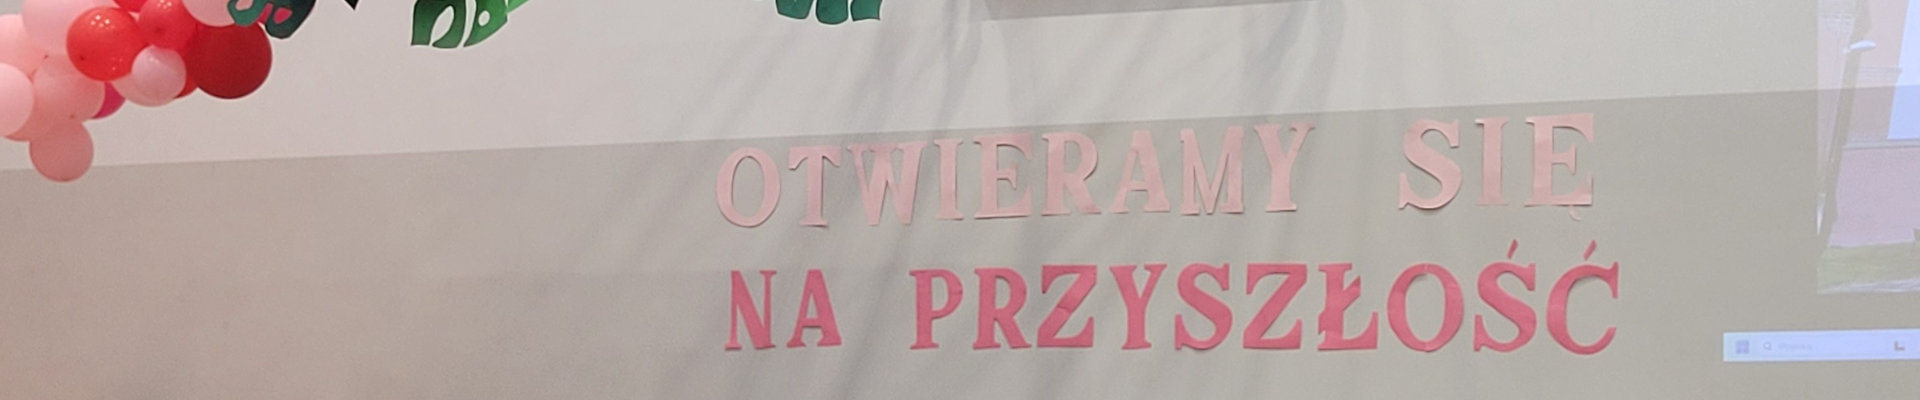 OTWIERAMY SIĘ
NA PRZYSZŁOŚĆ